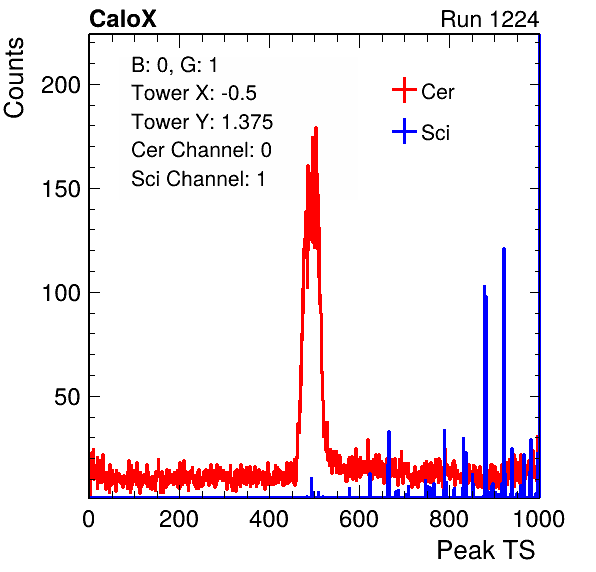 CaloX Run 1224
Counts
B: 0, G: 1
Tower X: -0.5
Tower Y: 1.375
Cer Channel: 0
Sci Channel: 1
Cer
Sci
200
150
100
50
0 200 400 600 800 1000
Peak TS